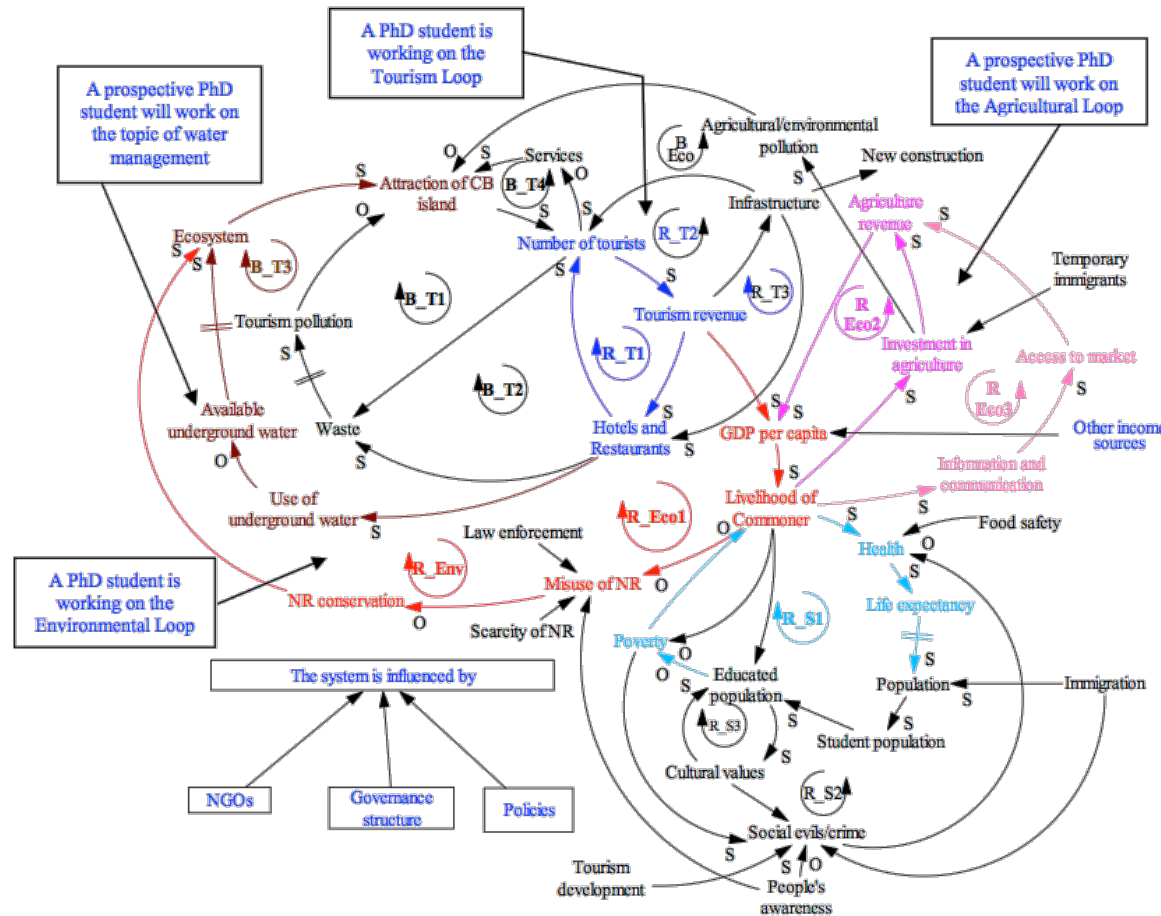 A PhD student is
working on the
Tourism Loop
A prospective PhD
student will work on
the topic of water
management
A prospective PhD
student will work on
the Agricultural Loop
Agricultural/environmental
pollution
B
Eco
New construction
O
S
Services
O
S
Attraction of CB
island
B_T4
S
S
S
Infrastructure
Agriculture
revenue
S
S
O
Ecosystem
S
S
B_T3
Number of tourists
S
R_T2
S
Temporary
immigrants
B_T1
R_T3
Tourism pollution
S
Tourism revenue
R
Eco2
Investment in
agriculture
S
Access to market
S
R_T1
R
Eco3
B_T2
S
S
S
Available
underground water
O
Waste
S
Hotels and
Restaurants
S
GDP per capita
S
Other income
sources
Information and
communication
S
Use of
underground water
S
R_Eco1
Livelihood of
Commoner
O
S
Law enforcement
Food safety
Health
O
S
A PhD student is
working on the
Environmental Loop
R_Env
NR conservation
O
Misuse of NR
O
Scarcity of NR
Life expectancy
S
R_S1
Poverty
O
O
The system is influenced by
Educated
population
S
S
Population
S
S
Immigration
R_S3
Student population
S
Cultural values
NGOs
Governance
structure
Policies
R_S2
Social evils/crime
S
S
O
Tourism
development
People's
awareness